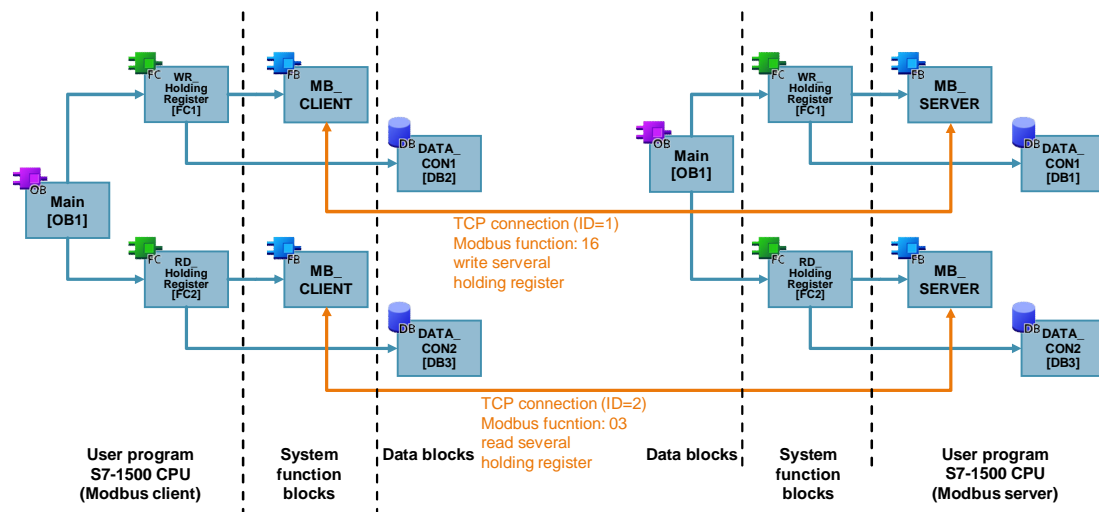 FC
WR_
Holding
Register
[FC1]
FB
MB_
CLIENT
DB
DATA_
CON1
[DB2]
OB
Main
[OB1]
FC
RD_
Holding
Register
[FC2]
FB
MB_
CLIENT
DB
DATA_
CON2
[DB3]
TCP connection (ID=1)
Modbus function: 16
write serveral
holding register
TCP connection (ID=2)
Modbus fucntion: 03
read several
holding register
OB
Main
[OB1]
FC
WR_
Holding
Register
[FC1]
FB
MB_
SERVER
DB
DATA_
CON1
[DB1]
FC
RD_
Holding
Register
[FC2]
FB
MB_
SERVER
DB
DATA_
CON2
[DB3]
User program
S7-1500 CPU
(Modbus client)
System
function
blocks
Data blocks
Data blocks
System
function
blocks
User program
S7-1500 CPU
(Modbus server)